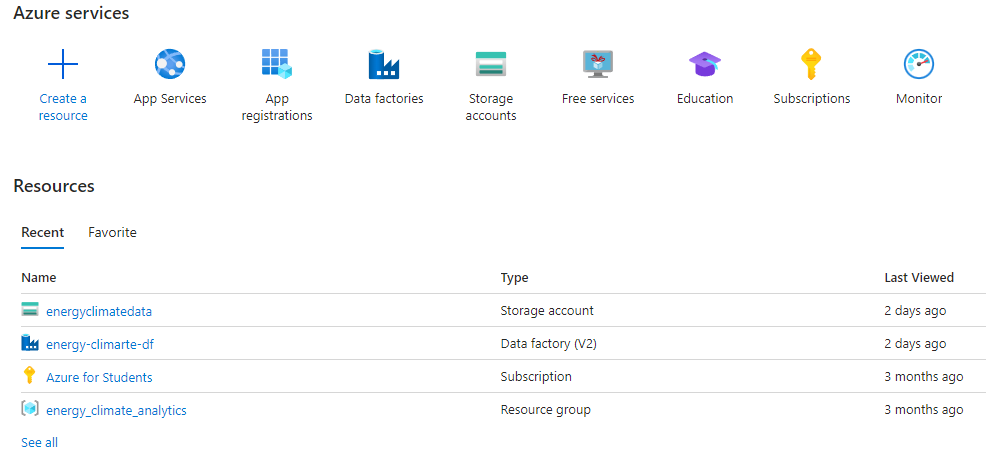 Azure services
Create a resource
App Services
App registrations
Data factories
Storage accounts
Free services
Education
Subscriptions
Monitor
Resources
Recent Favorite
Name Type Last Viewed
energyclimatedata Storage account 2 days ago
energy-climarte-df Data factory (V2) 2 days ago
Azure for Students Subscription 3 months ago
energy_climate_analytics Resource group 3 months ago
See all